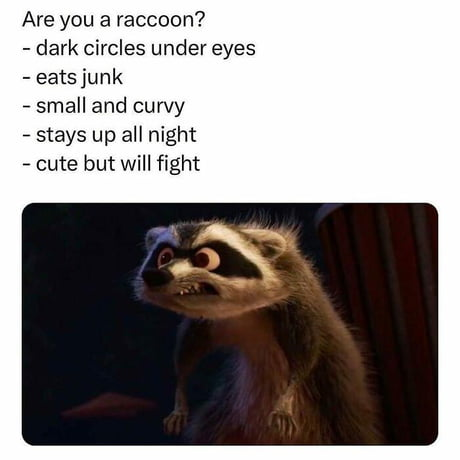 Are you a raccoon?
- dark circles under eyes
- eats junk
- small and curvy
- stays up all night
- cute but will fight